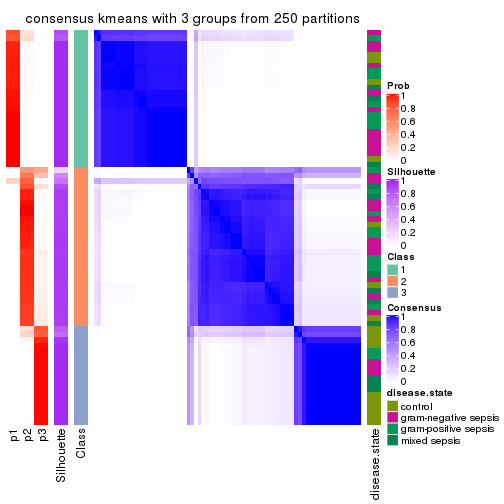 consensus kmeans with 3 groups from 250 partitions
Prob
1
0.8
0.6
0.4
0.2
0
Silhouette
1
0.8
0.6
0.4
0.2
0
Class
1
2
3
Consensus
1
0.8
0.6
0.4
0.2
0
disease.state
control
gram-negative sepsis
gram-positive sepsis
mixed sepsis
p1
p2
p3
Silhouette
Class
disease.state